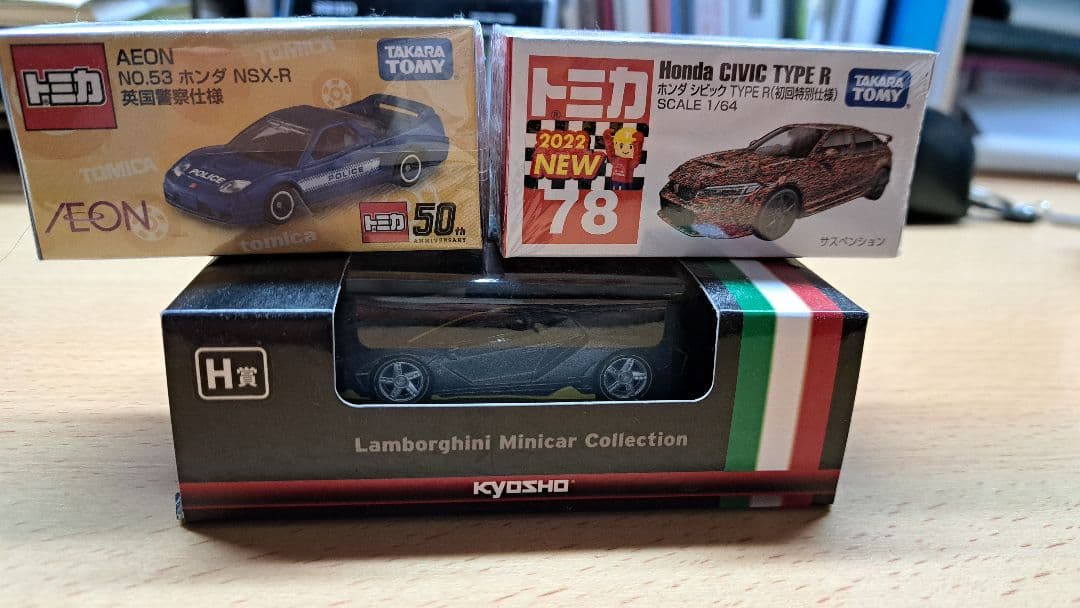 トミカ
AEON
NO.53 ホンダ NSX-R
英国警察仕様
TAKARA
TOMY
TOMICA
POLICE
POLICE
TOMICA
AEON
tomica
トミカ
50th
ANNIVERSARY
トミカ
2022
NEW
78
Honda CIVIC TYPE R
ホンダ シビック TYPE R(初回特別仕様)
SCALE 1/64
TAKARA
TOMY
サスペンション
H賞
Lamborghini Minicar Collection
KYOSHO